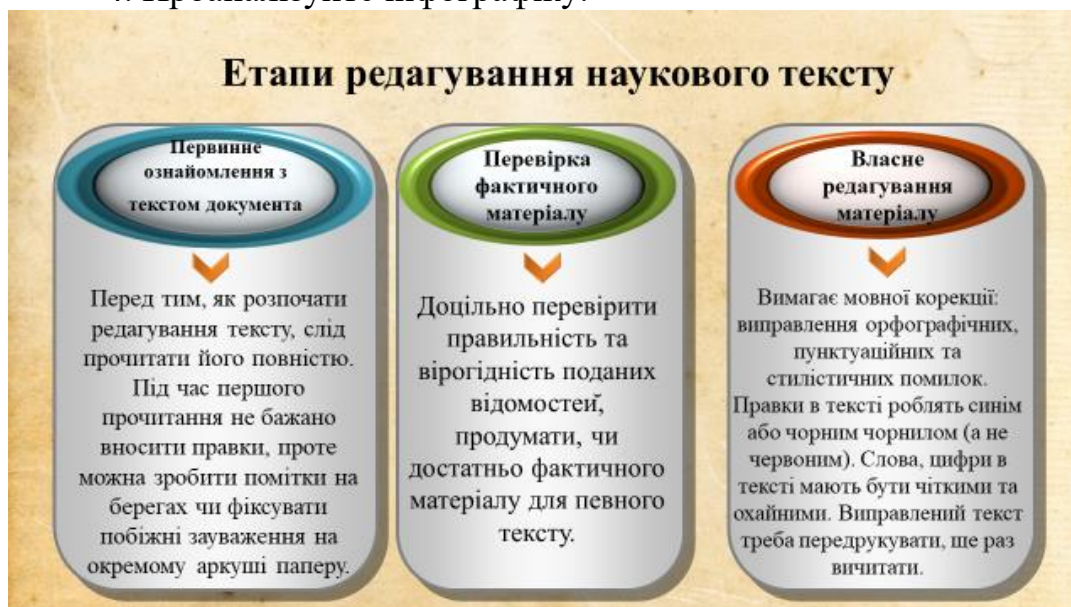 Етапи редагування наукового тексту
Первинне
ознайомлення з
текстом документа
Перед тим, як розпочати
редагування тексту, слід
прочитати його повністю.
Під час першого
прочитання не бажано
вносити правки, проте
можна зробити помітки на
берегах чи фіксувати
побіжні зауваження на
окремому аркуші паперу.
Перевірка
фактичного
матеріалу
Доцільно перевірити
правильність та
вірогідність поданих
відомостей,
продумати, чи
достатньо фактичного
матеріалу для певного
тексту.
Власне
редагування
матеріалу
Вимагає мовної корекції:
виправлення орфографічних,
пунктуаційних та
стилістичних помилок.
Правки в тексті роблять синім
або чорним чорнилом (а не
червоним). Слова, цифри в
тексті мають бути чіткими та
охайними. Виправлений текст
треба передрукувати, ще раз
вичитати.